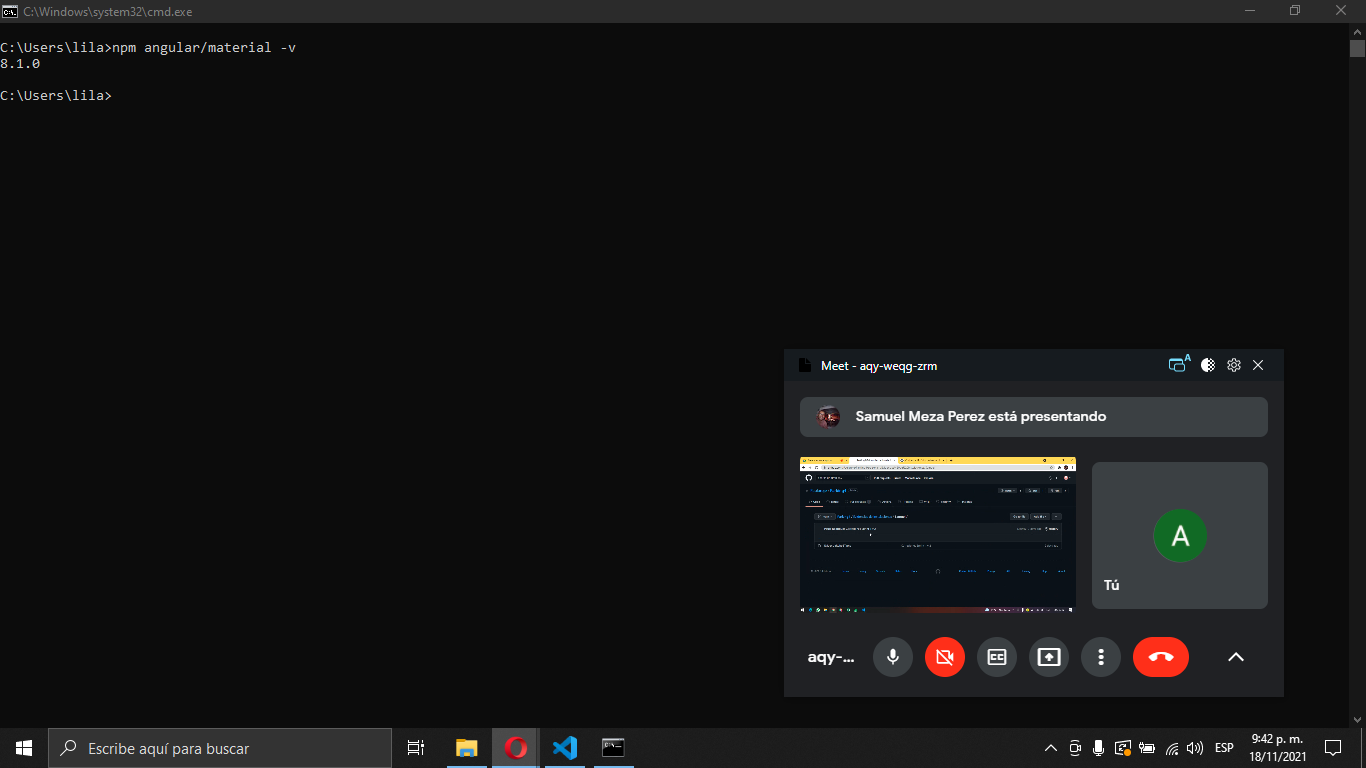 C:\Windows\system32\cmd.exe
C:\Users\lila>npm angular/material -v
8.1.0
C:\Users\lila>
Meet - aqy-weqg-zrm
A
Samuel Meza Perez está presentando
A
Tú
aqy-...
CC
Escribe aquí para buscar
ESP
9:42 p. m.
18/11/2021